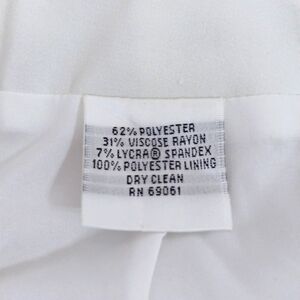 62% POLYESTER
31% VISCOSE RAYON
7% LYCRA® SPANDEX
100% POLYESTER LINING
DRY CLEAN
RN 69061